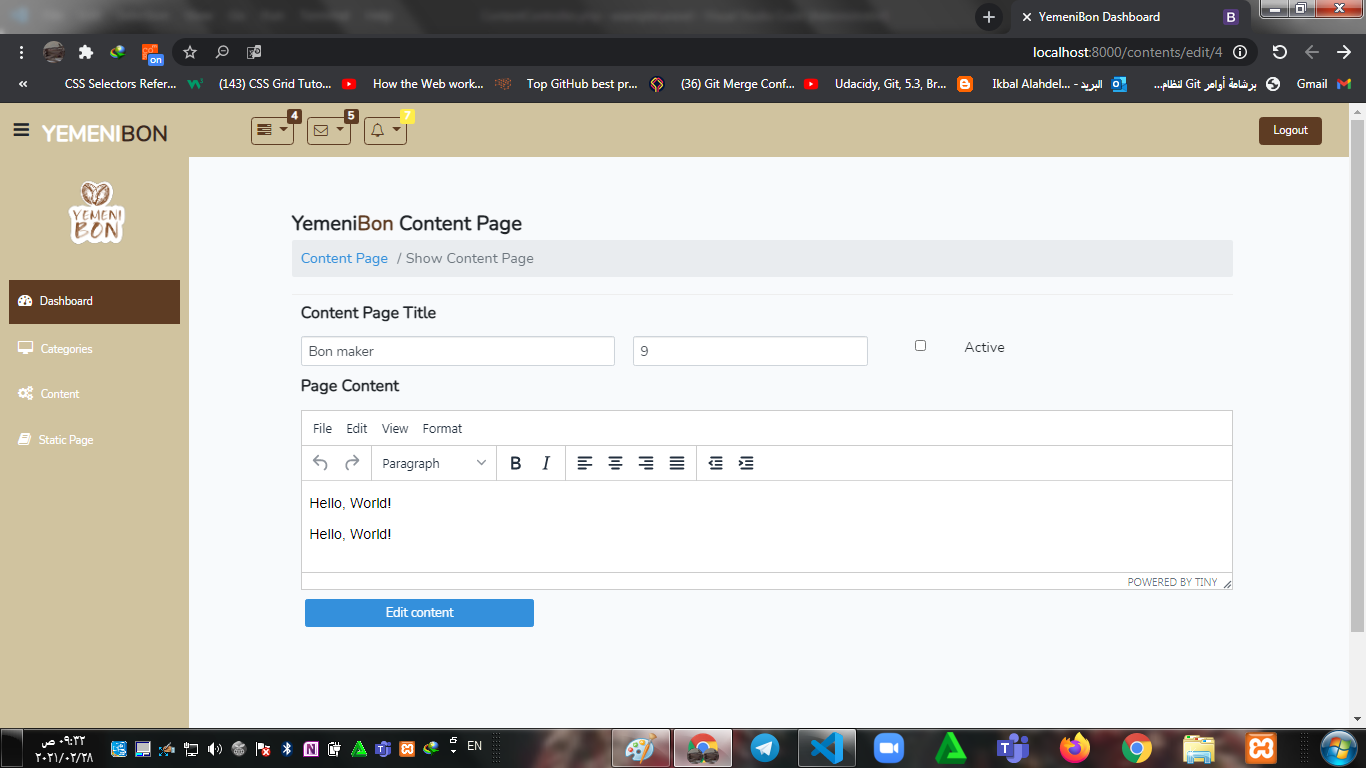 YemeniBon Dashboard
B
localhost:8000/contents/edit/4
on
« CSS Selectors Refer... (143) CSS Grid Tuto... How the Web work... Top GitHub best pr... (36) Git Merge Conf... Udacidy, Git, 5.3, Br... Ikbal Alahdel... - البريد برشامة أوامر Git لنظام... Gmail
YEMENIBON
4
5
7
Logout
YEMENI
BON
Dashboard
Categories
Content
Static Page
YemeniBon Content Page
Content Page / Show Content Page
Content Page Title
Bon maker
9
Active
Page Content
File Edit View Format
Paragraph B I
Hello, World!
Hello, World!
POWERED BY TINY
Edit content
٠٩:٣٢ ص
٢٠٢١/٠٢/٢٨
EN